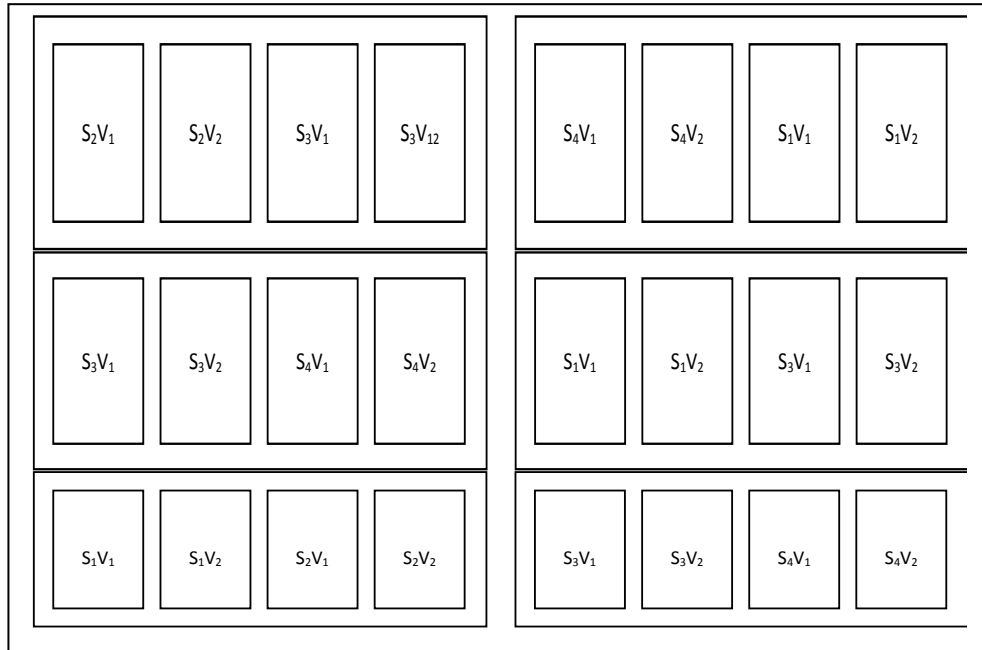 S₂V₁ S₂V₂ S₃V₁ S₃V₁₂ S₄V₁ S₄V₂ S₁V₁ S₁V₂
S₃V₁ S₃V₂ S₄V₁ S₄V₂ S₁V₁ S₁V₂ S₃V₁ S₃V₂
S₁V₁ S₁V₂ S₂V₁ S₂V₂ S₃V₁ S₃V₂ S₄V₁ S₄V₂